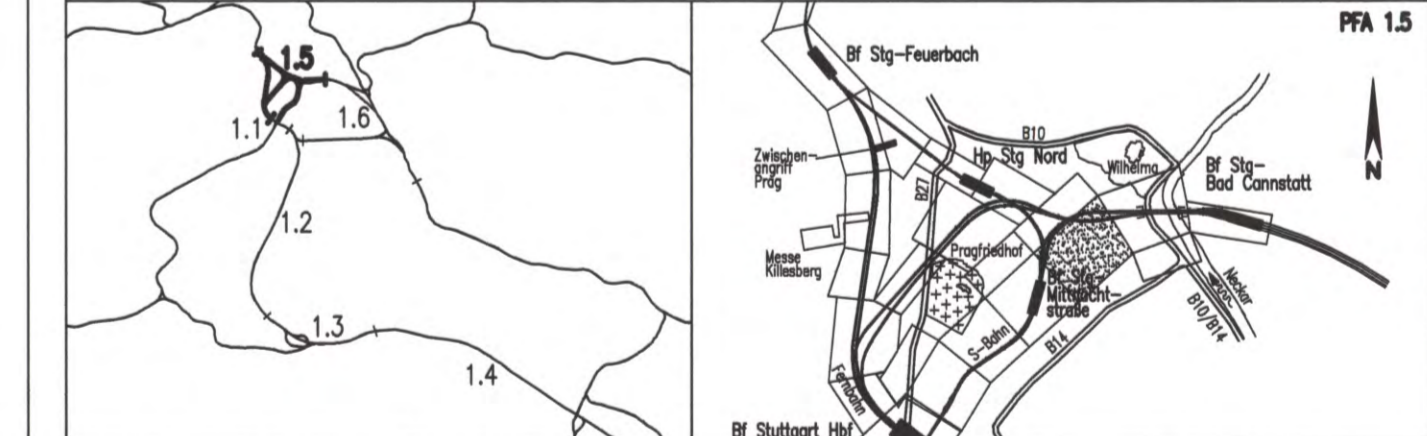 1.5
1.1
1.6
1.2
1.3
1.4
PFA 1.5
Bf Stg-Feuerbach
B10
Zwischen-
angriff
Prag
Hp Stg Nord
Wilhelma
Bf Stg-
Bad Cannstatt
N
B27
Pragfriedhof
Messe
Killesberg
Bf Stg-
Mittnacht-
straße
Neckar
B10/B14
S-Bahn
B14
Fernbahn
Bf Stuttgart Hbf